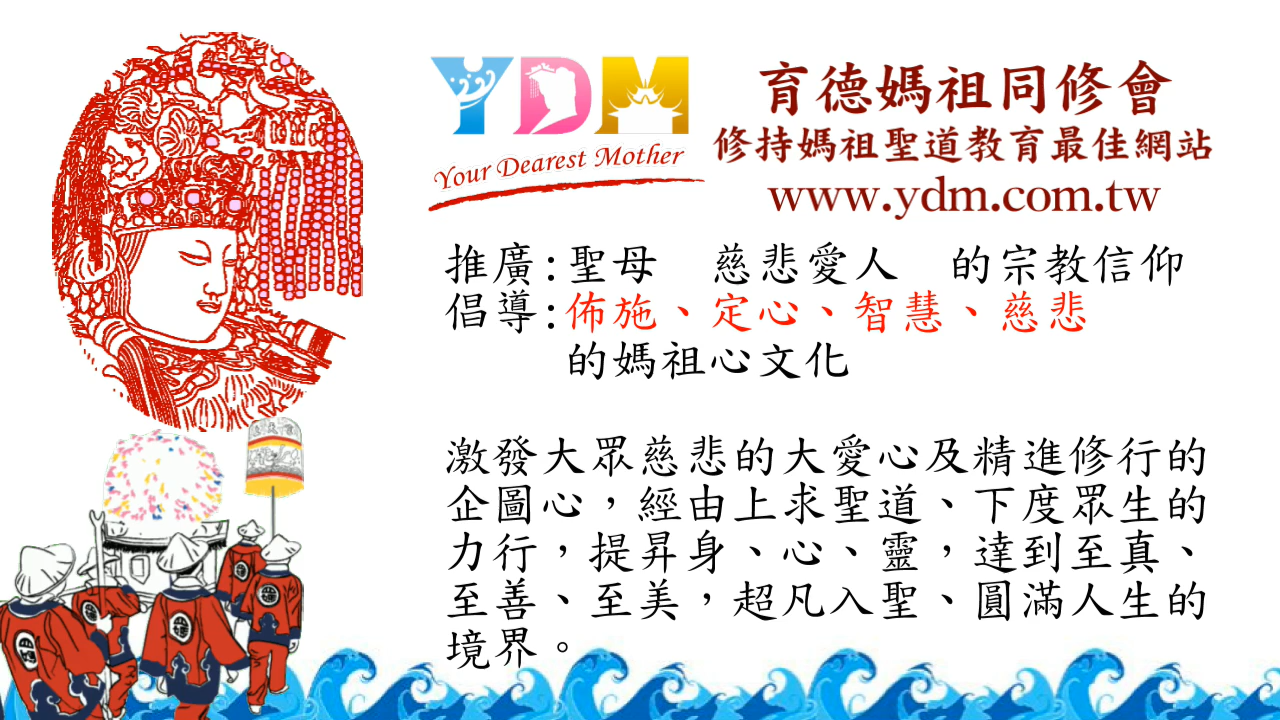 YDM
Your Dearest Mother
育德媽祖同修會
修持媽祖聖道教育最佳網站
www.ydm.com.tw
推廣:聖母　慈悲愛人　的宗教信仰
倡導:佈施、定心、智慧、慈悲
的媽祖心文化
激發大眾慈悲的大愛心及精進修行的
企圖心，經由上求聖道、下度眾生的
力行，提昇身、心、靈，達到至真、
至善、至美，超凡入聖、圓滿人生的
境界。